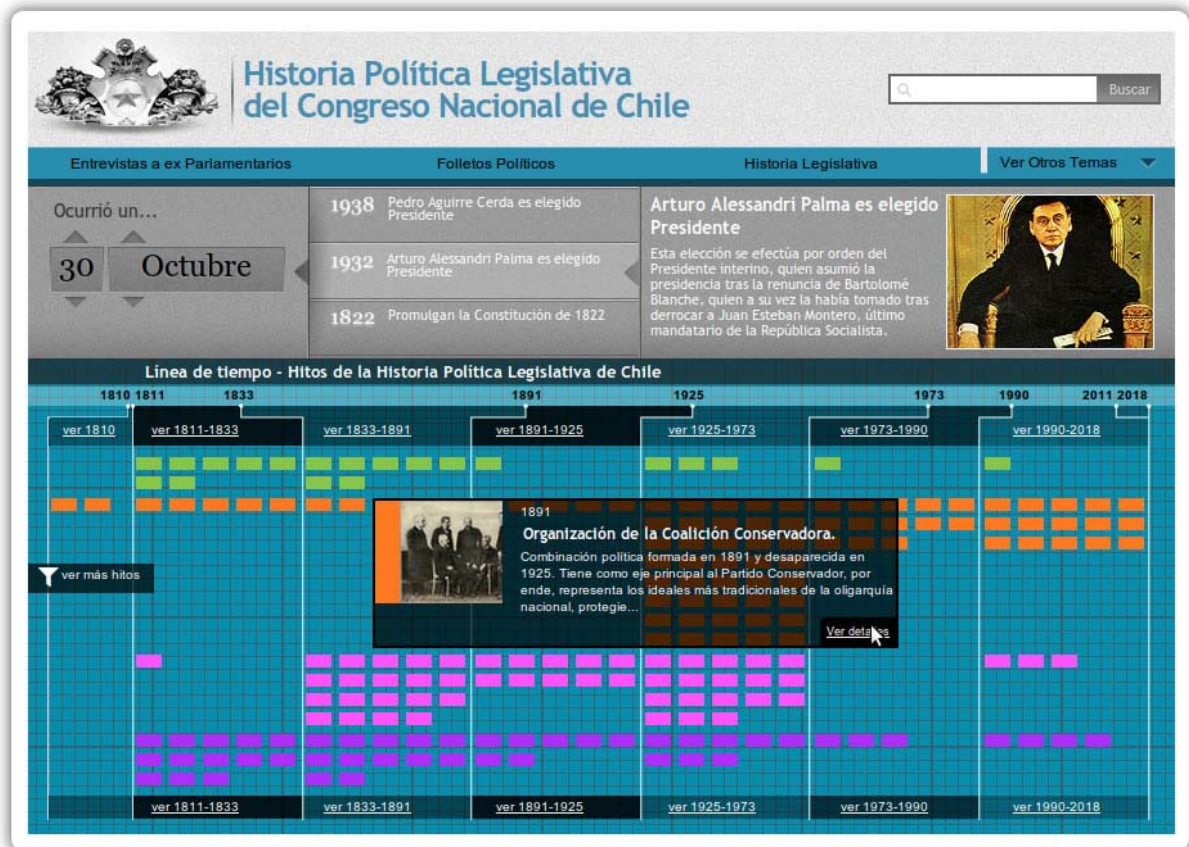 Historia Política Legislativa
del Congreso Nacional de Chile
Buscar
Entrevistas a ex Parlamentarios
Folletos Políticos
Historia Legislativa
Ver Otros Temas
Ocurrió un...
30
Octubre
1938 Pedro Aguirre Cerda es elegido
Presidente
1932 Arturo Alessandri Palma es elegido
Presidente
1822 Promulgan la Constitución de 1822
Arturo Alessandri Palma es elegido
Presidente
Esta elección se efectúa por orden del
Presidente interino, quien asumió la
presidencia tras la renuncia de Bartolomé
Blanche, quien a su vez la había tomado tras
derrocar a Juan Esteban Montero, último
mandatario de la República Socialista.
Línea de tiempo - Hitos de la Historia Política Legislativa de Chile
1810 1811 1833 1891 1925 1973 1990 2011 2018
ver 1810 ver 1811-1833 ver 1833-1891 ver 1891-1925 ver 1925-1973 ver 1973-1990 ver 1990-2018
1891
Organización de la Coalición Conservadora.
Combinación política formada en 1891 y desaparecida en
1925. Tiene como eje principal al Partido Conservador, por
ende, representa los ideales más tradicionales de la oligarquía
nacional, protegie...
Ver detalles
ver más hitos
ver 1811-1833 ver 1833-1891 ver 1891-1925 ver 1925-1973 ver 1973-1990 ver 1990-2018